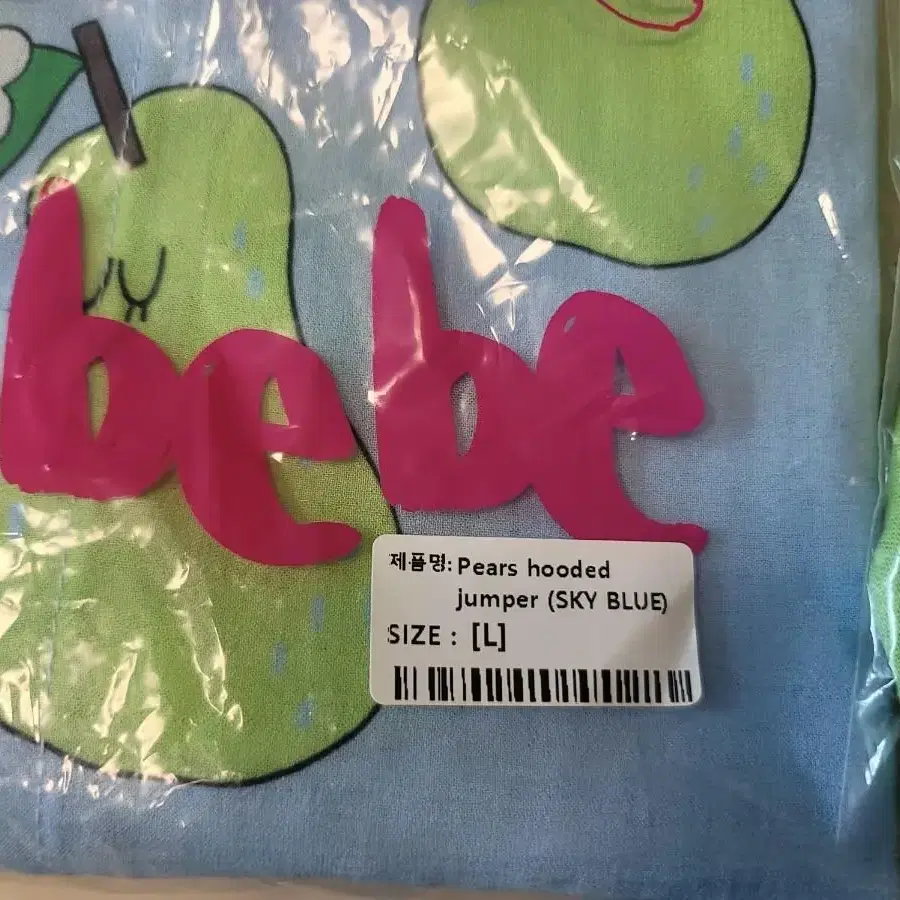 bebe
제품명: Pears hooded
jumper (SKY BLUE)
SIZE : [L]